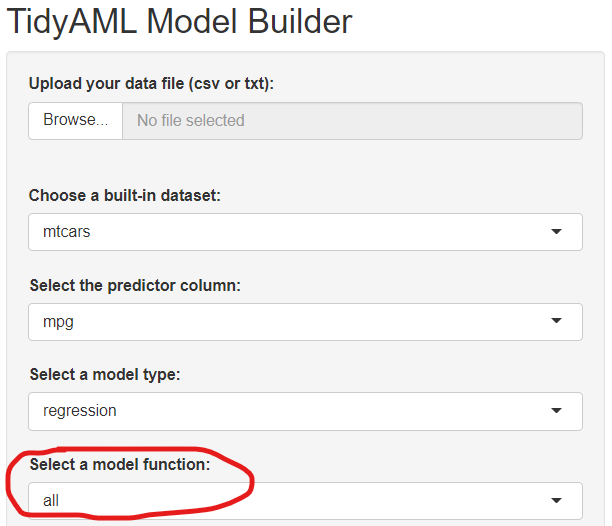 TidyAML Model Builder
Upload your data file (csv or txt):
Browse... No file selected
Choose a built-in dataset:
mtcars
Select the predictor column:
mpg
Select a model type:
regression
Select a model function:
all